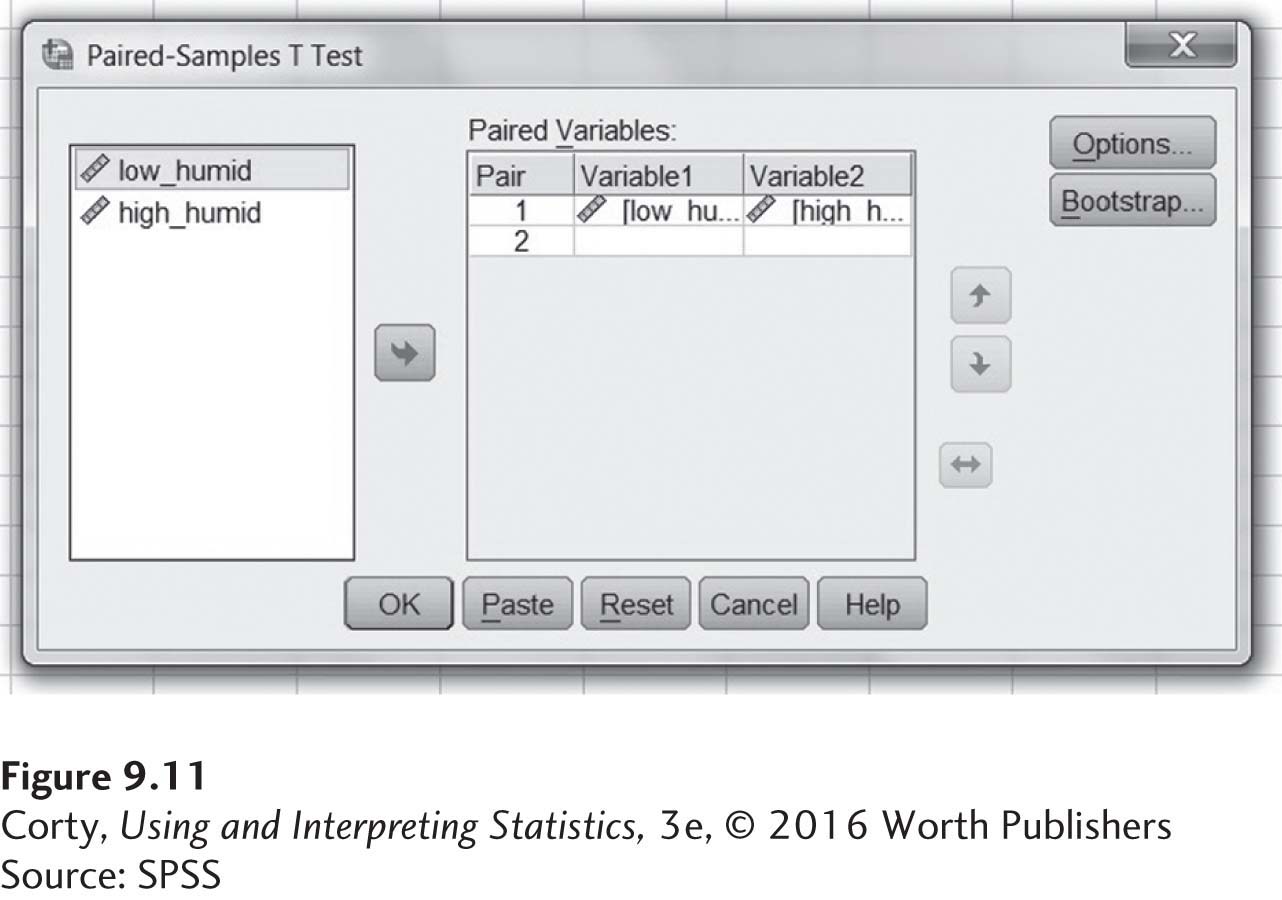 Paired-Samples T Test
low_humid
high_humid
Paired Variables:
Pair Variable1 Variable2
1 [low_hu... [high_h...
2
Options...
Bootstrap...
OK Paste Reset Cancel Help
Figure 9.11
Corty, Using and Interpreting Statistics, 3e, © 2016 Worth Publishers
Source: SPSS